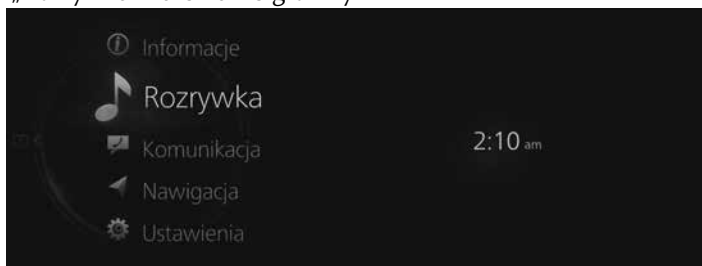 Informacje
Rozrywka
Komunikacja
2:10 am
Nawigacja
Ustawienia